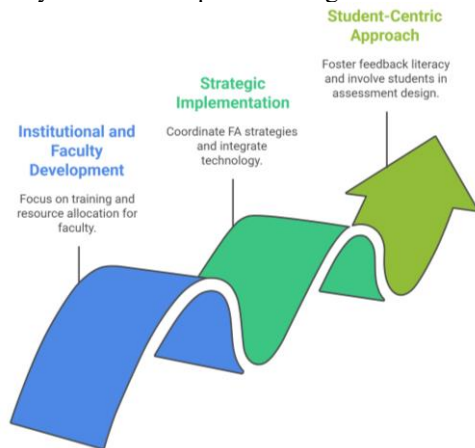 Student-Centric
Approach
Foster feedback literacy
and involve students in
assessment design.
Strategic
Implementation
Coordinate FA strategies
and integrate
technology.
Institutional and
Faculty
Development
Focus on training and
resource allocation for
faculty.